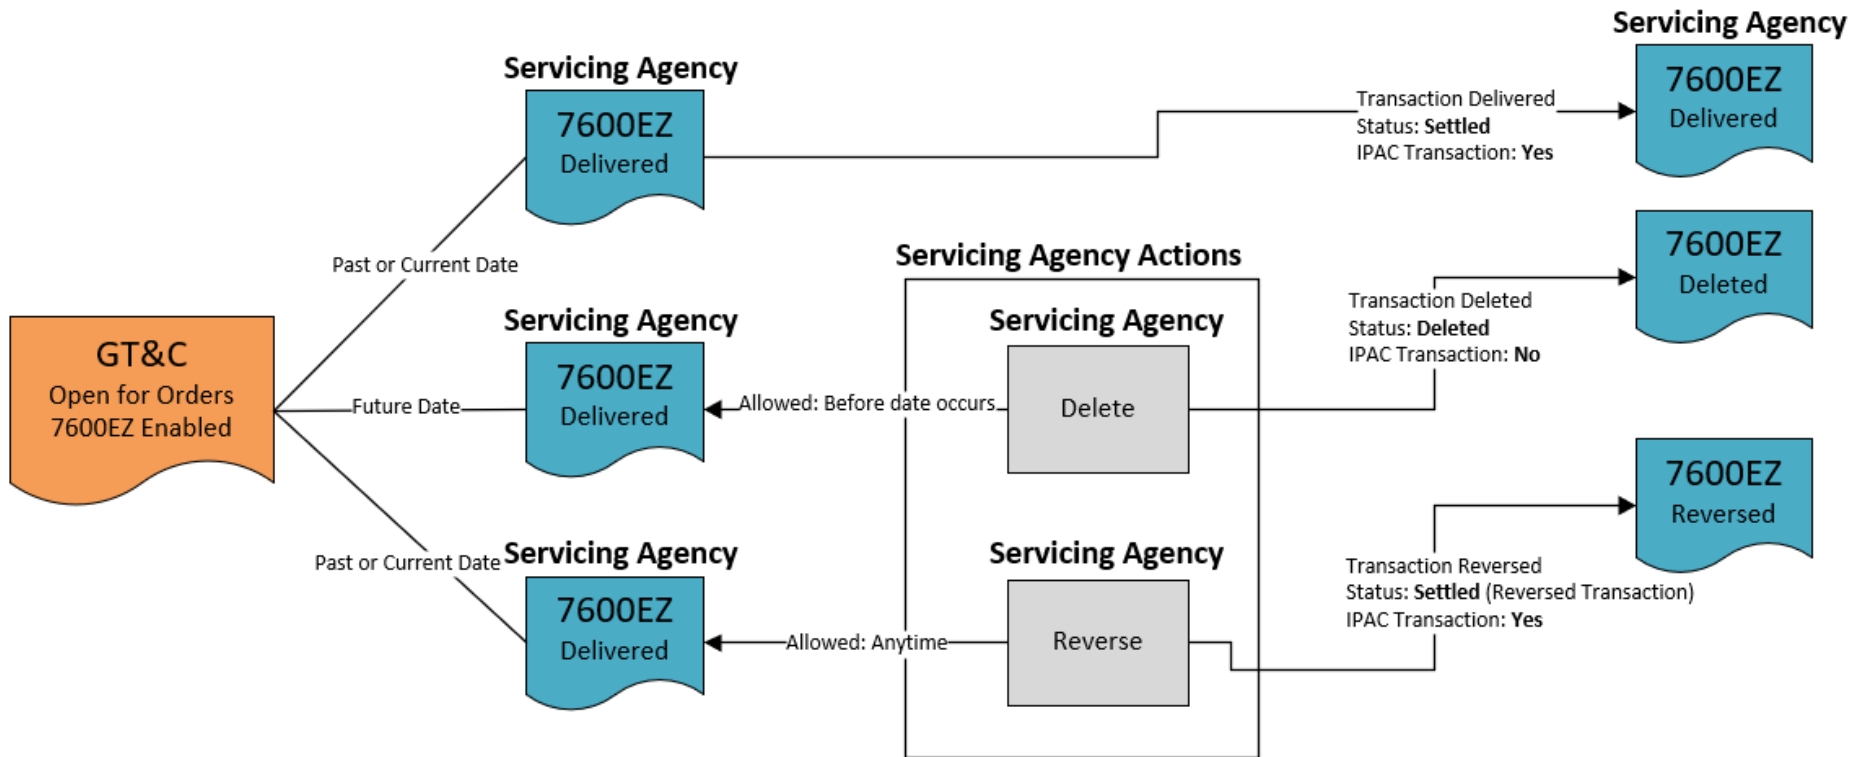 Servicing Agency
7600EZ
Delivered
Servicing Agency
7600EZ
Delivered
Transaction Delivered
Status: Settled
IPAC Transaction: Yes
Past or Current Date
Servicing Agency Actions
7600EZ
Deleted
Transaction Deleted
Status: Deleted
IPAC Transaction: No
GT&C
Open for Orders
7600EZ Enabled
Future Date
Servicing Agency
7600EZ
Delivered
Allowed: Before date occurs
Servicing Agency
Delete
7600EZ
Reversed
Past or Current Date
Servicing Agency
7600EZ
Delivered
Allowed: Anytime
Servicing Agency
Reverse
Transaction Reversed
Status: Settled (Reversed Transaction)
IPAC Transaction: Yes